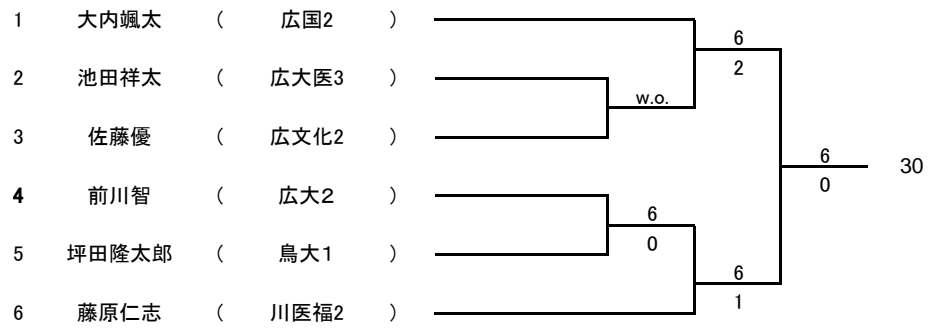 1 大内颯太 ( 広国2 )
6
2
2 池田祥太 ( 広大医3 )
w.o.
3 佐藤優 ( 広文化2 )
6
0
30
4 前川智 ( 広大2 )
6
0
5 坪田隆太郎 ( 鳥大1 )
6
1
6 藤原仁志 ( 川医福2 )